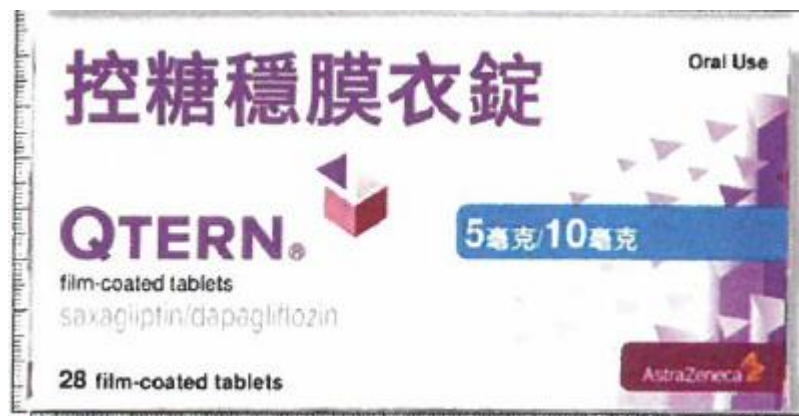 控糖穩膜衣錠
Oral Use
QTERN®
5毫克/10毫克
film-coated tablets
saxagliptin/dapagliflozin
28 film-coated tablets
AstraZeneca